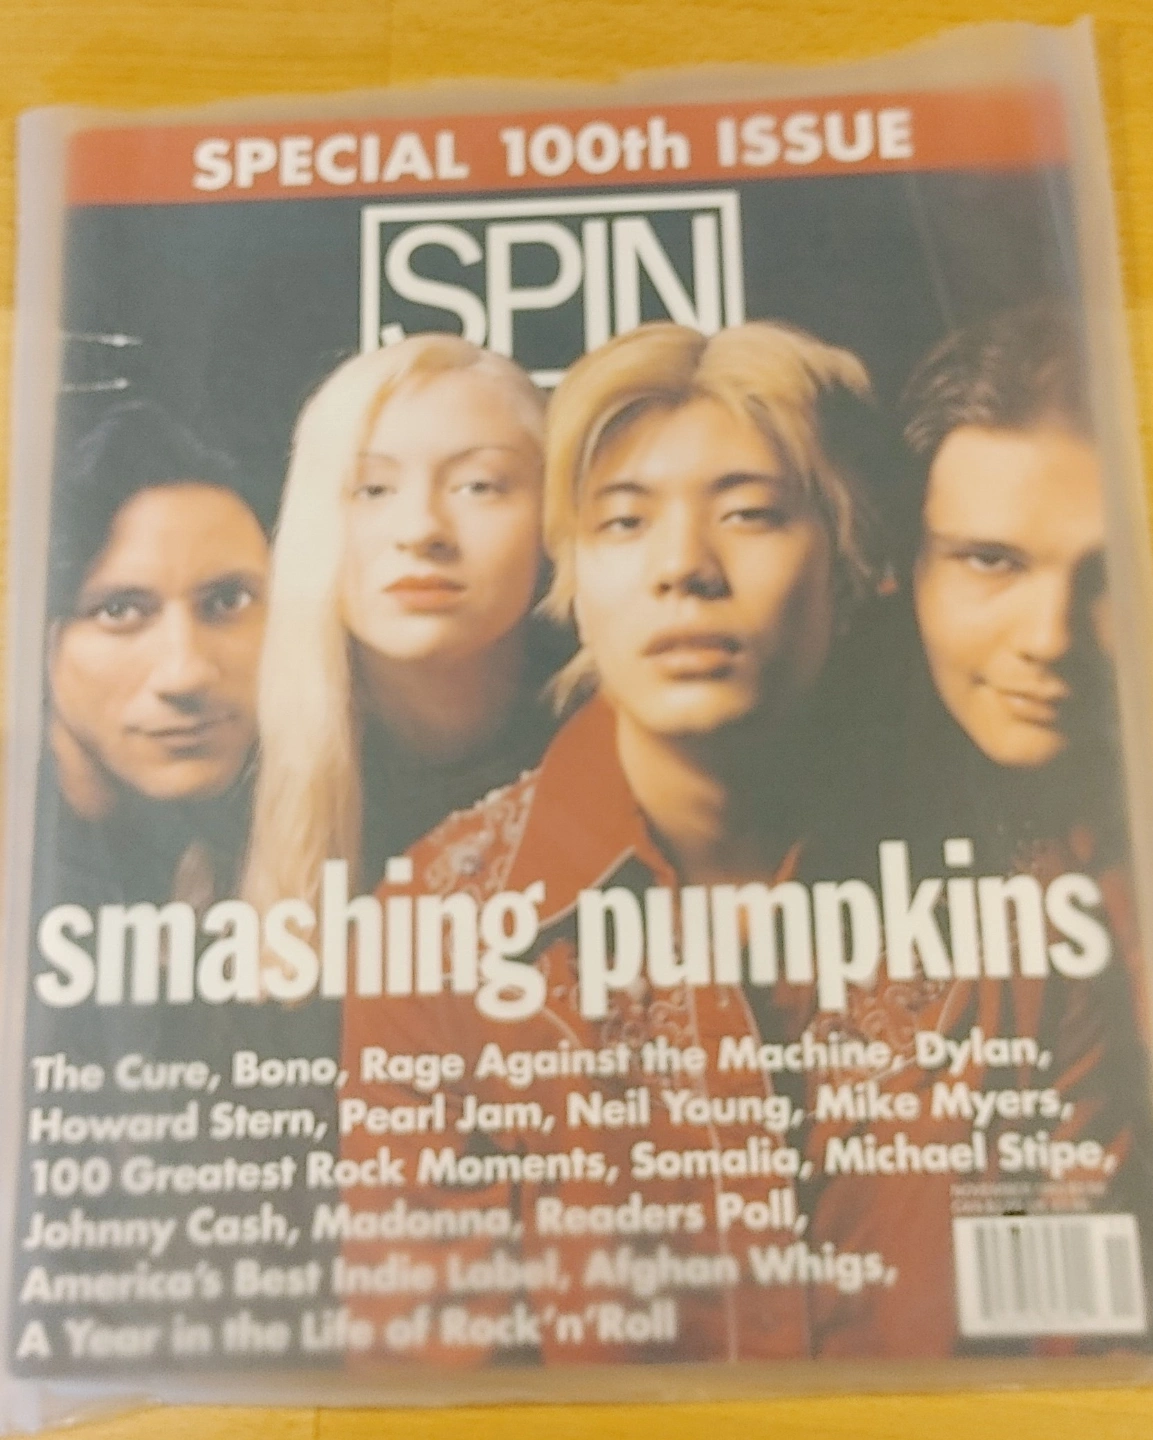 SPECIAL 100th ISSUE
SPIN
smashing pumpkins
The Cure, Bono, Rage Against the Machine, Dylan,
Howard Stern, Pearl Jam, Neil Young, Mike Myers,
100 Greatest Rock Moments, Somalia, Michael Stipe,
Johnny Cash, Madonna, Readers Poll,
NOVEMBER
America's Best Indie Label, Afghan Whigs,
A Year in the Life of Rock'n'Roll